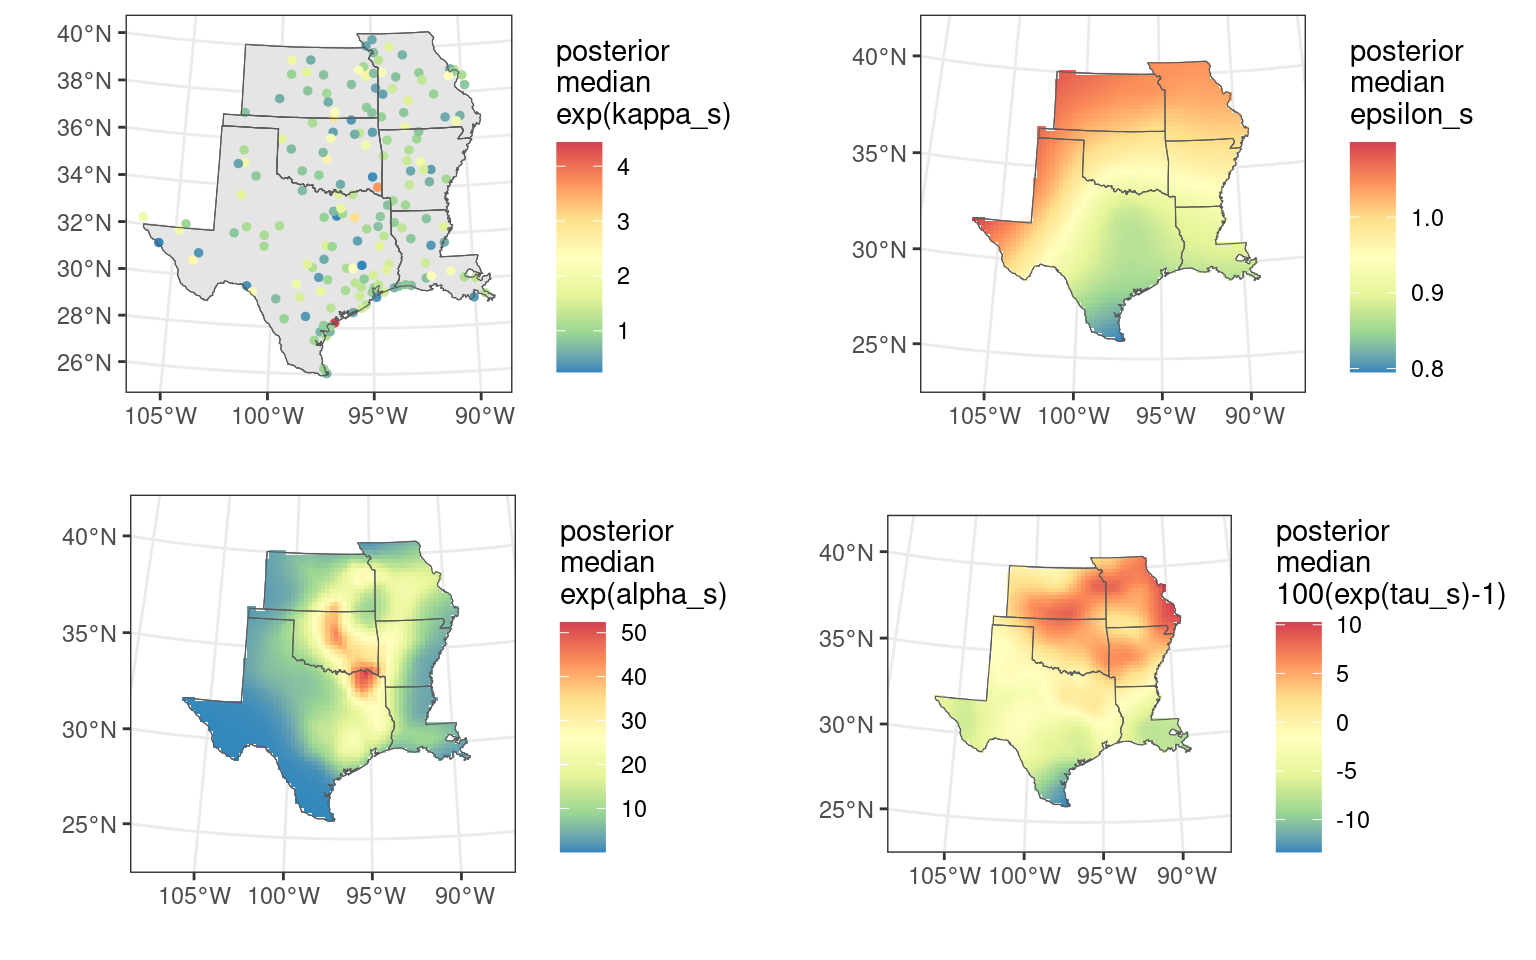 posterior
median
exp(kappa_s)
4
3
2
1
40°N
38°N
36°N
34°N
32°N
30°N
28°N
26°N
105°W 100°W 95°W 90°W
posterior
median
epsilon_s
1.0
0.9
0.8
40°N
35°N
30°N
25°N
105°W 100°W 95°W 90°W
posterior
median
exp(alpha_s)
50
40
30
20
10
40°N
35°N
30°N
25°N
105°W 100°W 95°W 90°W
posterior
median
100(exp(tau_s)-1)
10
5
0
-5
-10
40°N
35°N
30°N
25°N
105°W 100°W 95°W 90°W